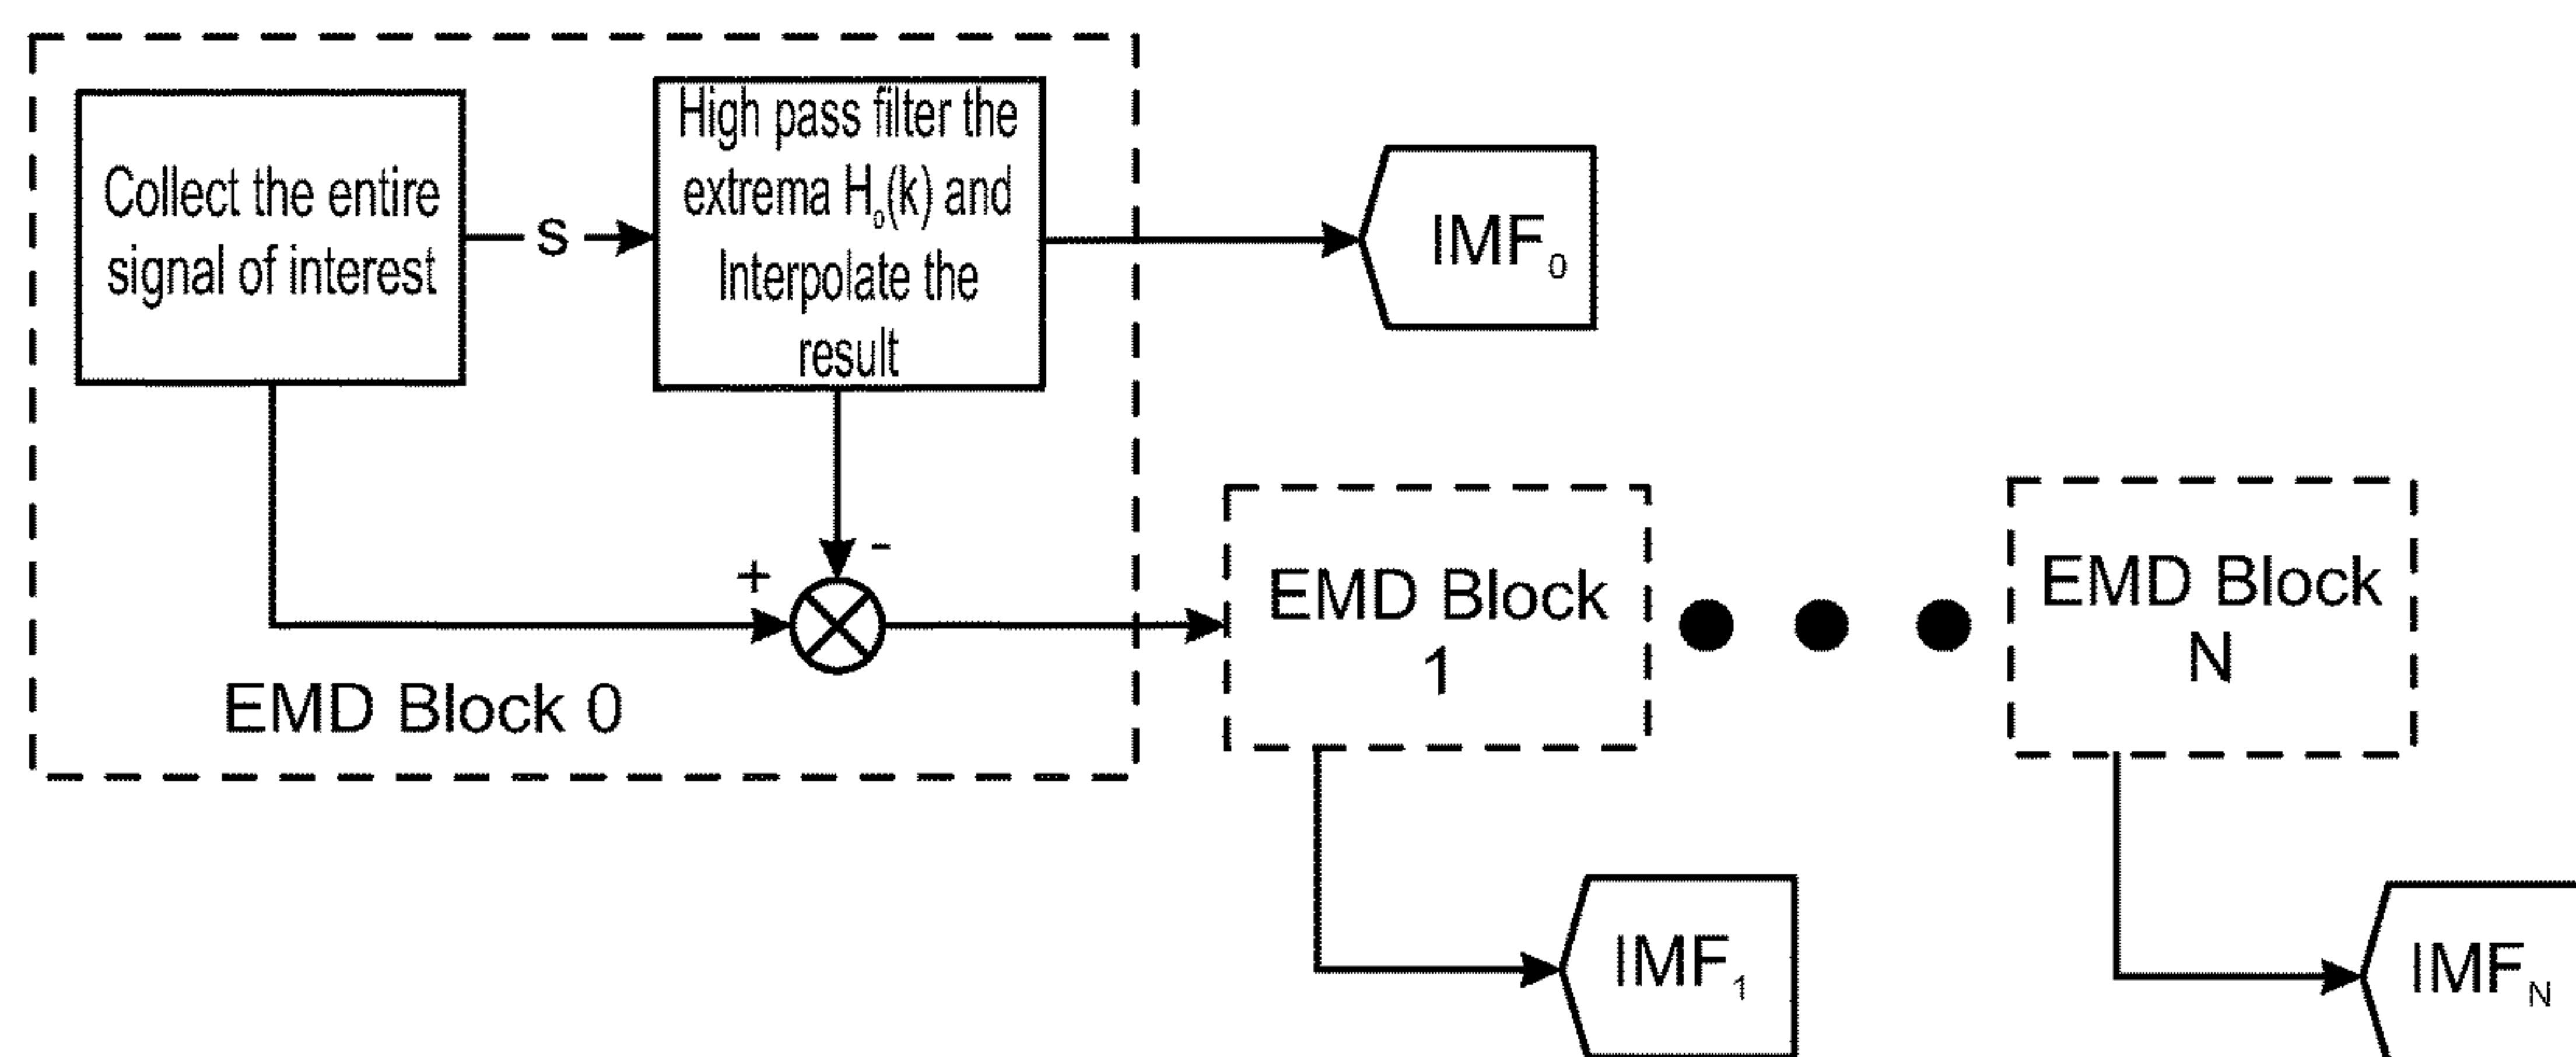 Collect the entire
signal of interest
s
High pass filter the
extrema H₀(k) and
Interpolate the
result
IMF₀
+
-
EMD Block 0
EMD Block
1
EMD Block
N
IMF₁
IMF_N